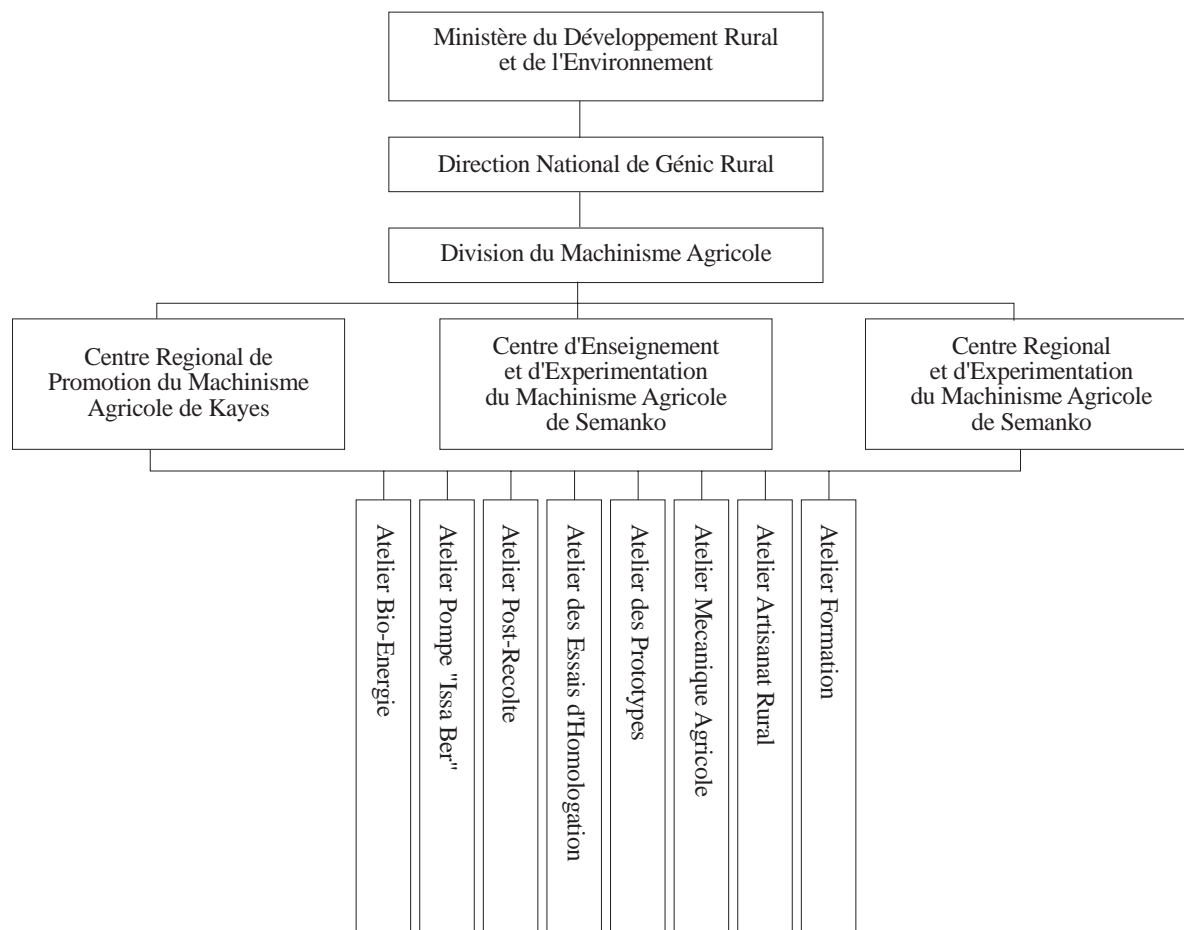 Ministère du Développement Rural
et de l'Environnement
Direction National de Génic Rural
Division du Machinisme Agricole
Centre Regional de
Promotion du Machinisme
Agricole de Kayes
Centre d'Enseignement
et d'Experimentation
du Machinisme Agricole
de Semanko
Centre Regional
et d'Experimentation
du Machinisme Agricole
de Semanko
Atelier Bio-Energie
Atelier Pompe "Issa Ber"
Atelier Post-Recolte
Atelier des Essais d'Homologation
Atelier des Prototypes
Atelier Mecanique Agricole
Atelier Artisanat Rural
Atelier Formation